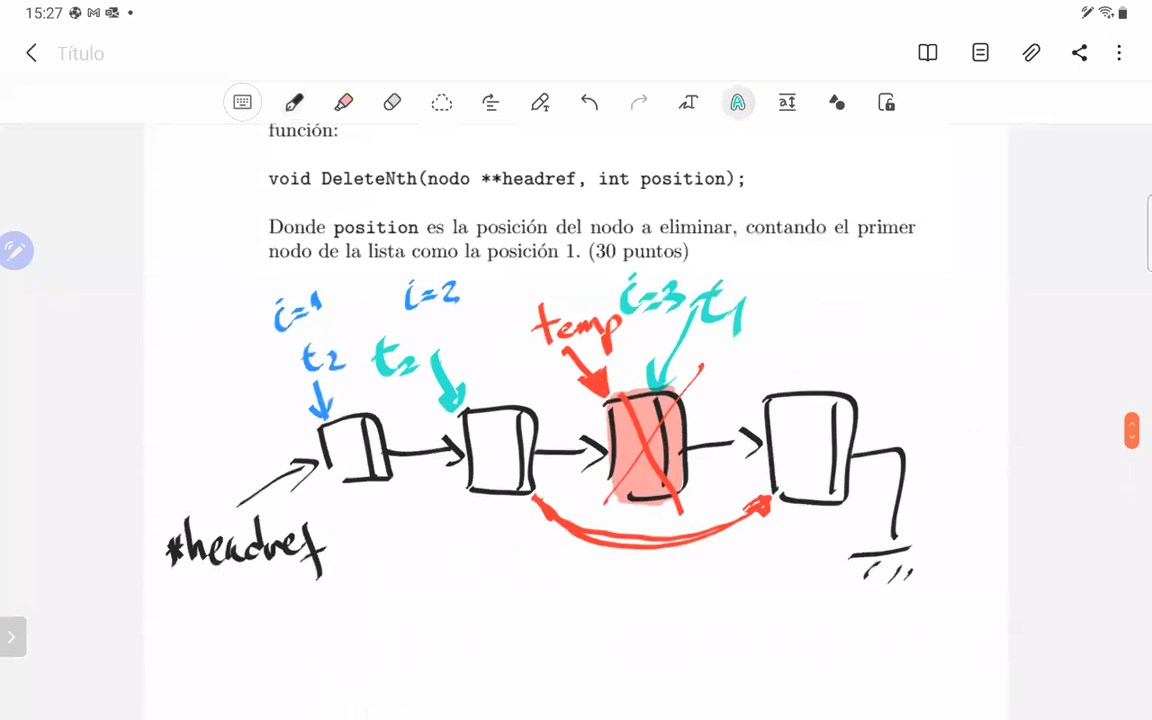 15:27
Título
función:
void DeleteNth(nodo **headref, int position);
Donde position es la posición del nodo a eliminar, contando el primer
nodo de la lista como la posición 1. (30 puntos)
i=1 i=2 temp i=3 t1
t2 t2
*headref